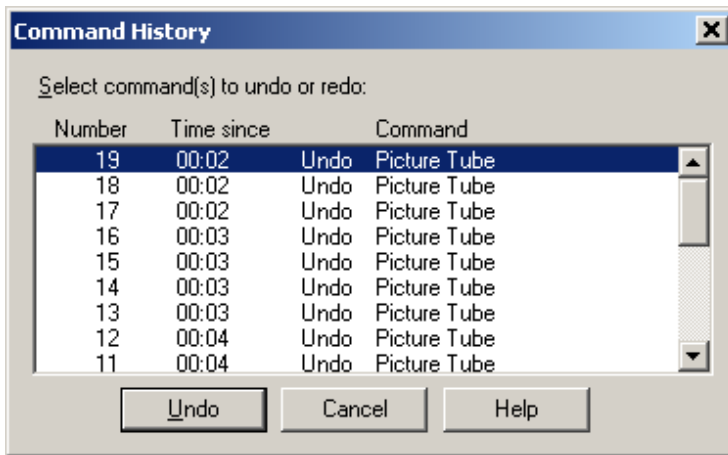 Command History
Select command(s) to undo or redo:
Number Time since Command
19 00:02 Undo Picture Tube
18 00:02 Undo Picture Tube
17 00:02 Undo Picture Tube
16 00:03 Undo Picture Tube
15 00:03 Undo Picture Tube
14 00:03 Undo Picture Tube
13 00:03 Undo Picture Tube
12 00:04 Undo Picture Tube
11 00:04 Undo Picture Tube
Undo Cancel Help